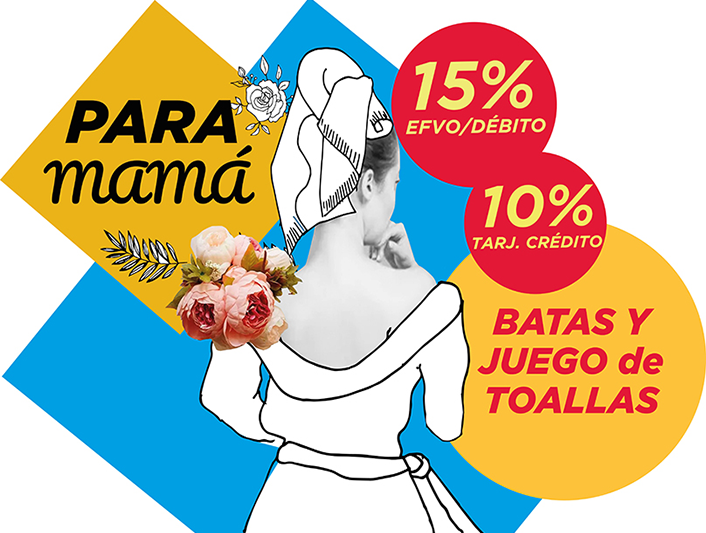 PARA
mamá
15%
EFVO/DÉBITO
10%
TARJ. CRÉDITO
BATAS Y
JUEGO de
TOALLAS